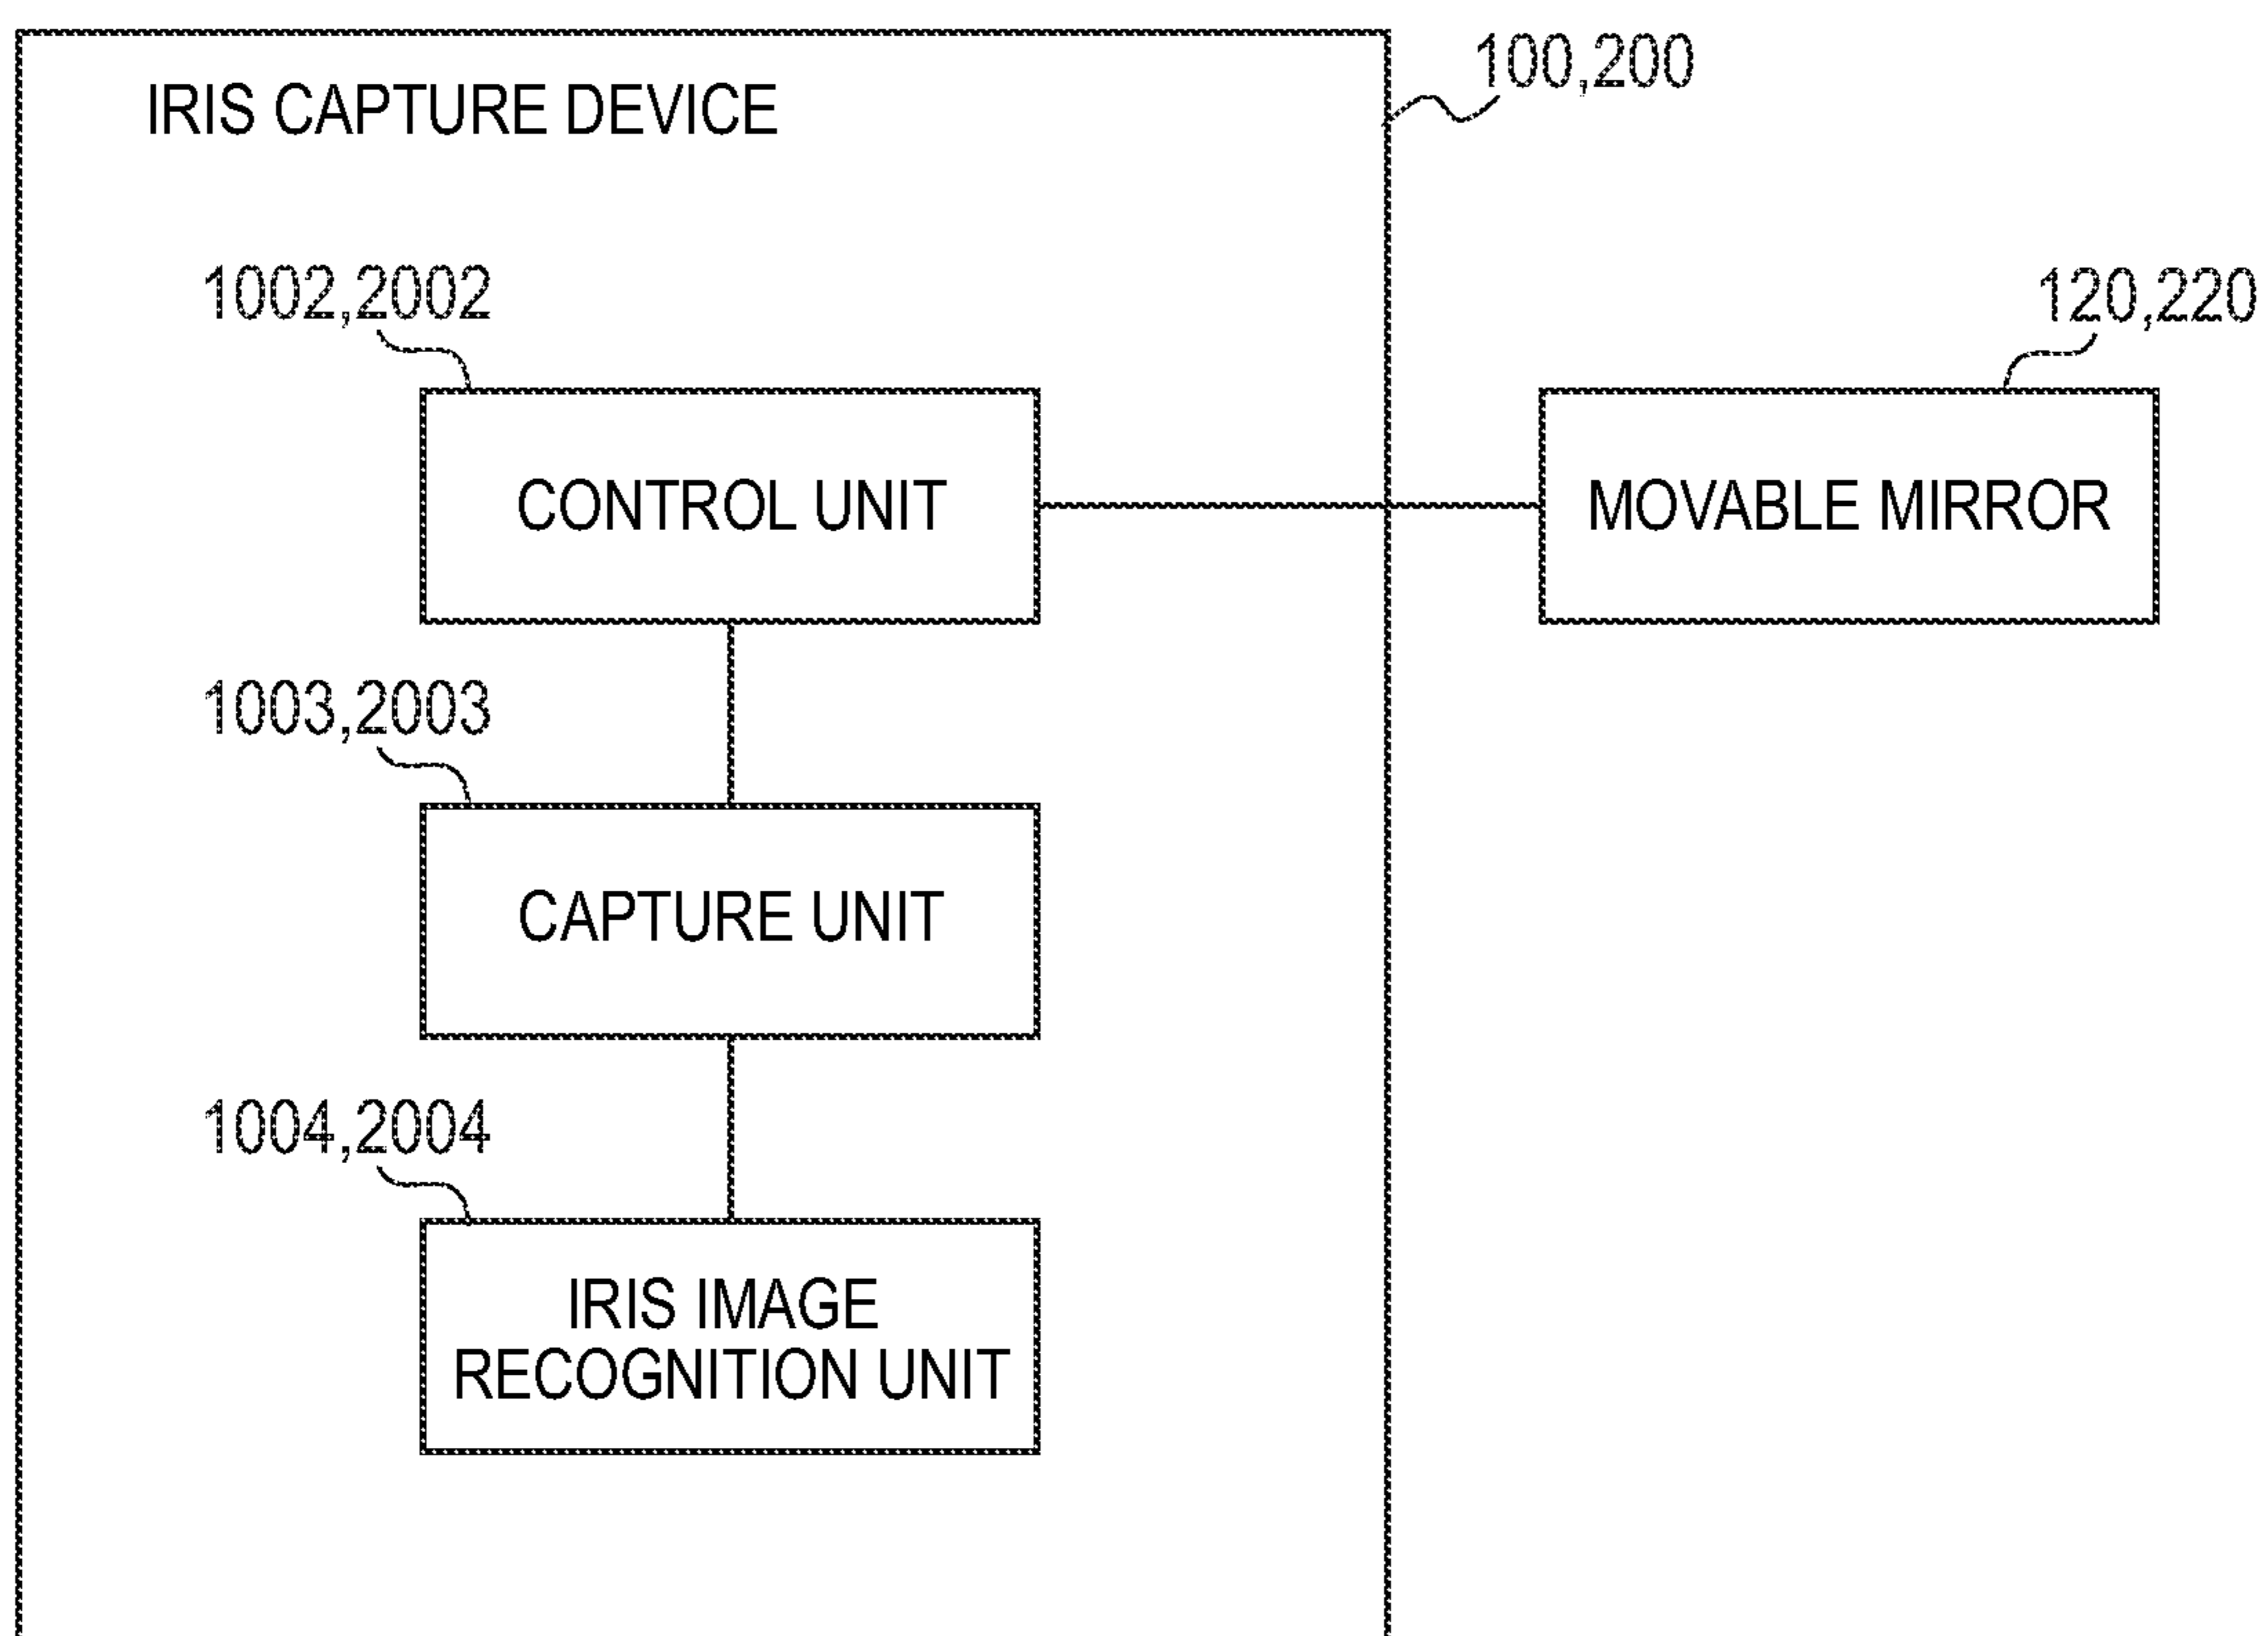 IRIS CAPTURE DEVICE
100,200
1002,2002
120,220
CONTROL UNIT
MOVABLE MIRROR
1003,2003
CAPTURE UNIT
1004,2004
IRIS IMAGE
RECOGNITION UNIT